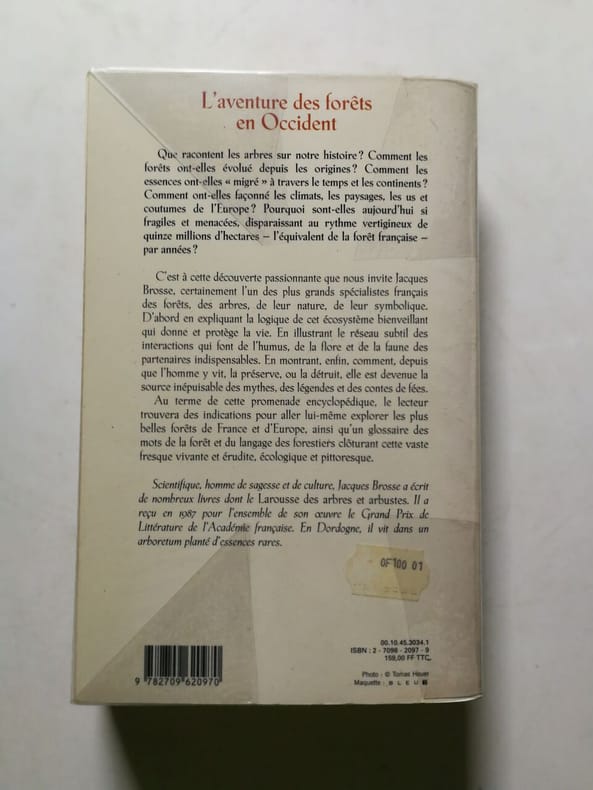 L'aventure des forêts
en Occident
Que racontent les arbres sur notre histoire ? Comment les
forêts ont-elles évolué depuis les origines ? Comment les
essences ont-elles « migré » à travers le temps et les continents ?
Comment ont-elles façonné les climats, les paysages, les us et
coutumes de l'Europe ? Pourquoi sont-elles aujourd'hui si
fragiles et menacées, disparaissant au rythme vertigineux de
quinze millions d'hectares – l'équivalent de la forêt française –
par années ?
C'est à cette découverte passionnante que nous invite Jacques
Brosse, certainement l'un des plus grands spécialistes français
des forêts, des arbres, de leur nature, de leur symbolique.
D'abord en expliquant la logique de cet écosystème bienveillant
qui donne et protège la vie. En illustrant le réseau subtil des
interactions qui font de l'humus, de la flore et de la faune des
partenaires indispensables. En montrant, enfin, comment, depuis
que l'homme y vit, la préserve, ou la détruit, elle est devenue la
source inépuisable des mythes, des légendes et des contes de fées.
Au terme de cette promenade encyclopédique, le lecteur
trouvera des indications pour aller lui-même explorer les plus
belles forêts de France et d'Europe, ainsi qu'un glossaire des
mots de la forêt et du langage des forestiers clôturant cette vaste
fresque vivante et érudite, écologique et pittoresque.
Scientifique, homme de sagesse et de culture, Jacques Brosse a écrit
de nombreux livres dont le Larousse des arbres et arbustes. Il a
reçu en 1987 pour l'ensemble de son œuvre le Grand Prix de
Littérature de l'Académie française. En Dordogne, il vit dans un
arboretum planté d'essences rares.
OF100 01
00.10.45.3034.1
ISBN : 2 - 7096 - 2097 - 9
159,00 FF TTC
Photo - © Tomas Heuer
Maquette - BLEU
9 782709 620970